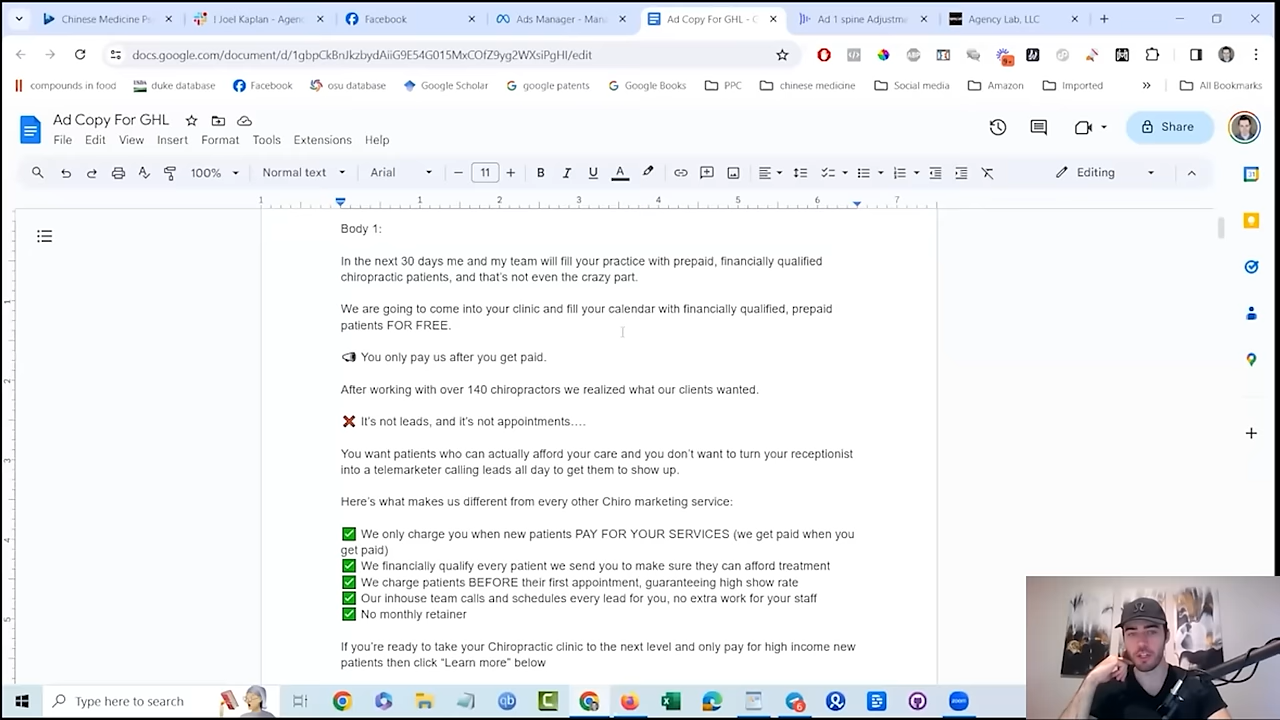 Chinese Medicine Ps
I Joel Kaplan - Agenc
Facebook
Ads Manager - Mana
Ad Copy For GHL - G
Ad 1 spine Adjustme
Agency Lab, LLC
docs.google.com/document/d/1gbnCkBnJkzbydAiiG9E54G015MxCOfZ9yg2WXsiPgHI/edit
compounds in food
duke database
Facebook
osu database
Google Scholar
google patents
Google Books
PPC
chinese medicine
Social media
Amazon
Imported
All Bookmarks
Ad Copy For GHL
File Edit View Insert Format Tools Extensions Help
Share
100% Normal text Arial 11 Editing
1 1 2 3 4 5 6 7
Body 1:
In the next 30 days me and my team will fill your practice with prepaid, financially qualified
chiropractic patients, and that's not even the crazy part.
We are going to come into your clinic and fill your calendar with financially qualified, prepaid
patients FOR FREE.
You only pay us after you get paid.
After working with over 140 chiropractors we realized what our clients wanted.
❌ It's not leads, and it's not appointments....
You want patients who can actually afford your care and you don't want to turn your receptionist
into a telemarketer calling leads all day to get them to show up.
Here's what makes us different from every other Chiro marketing service:
✅ We only charge you when new patients PAY FOR YOUR SERVICES (we get paid when you
get paid)
✅ We financially qualify every patient we send you to make sure they can afford treatment
✅ We charge patients BEFORE their first appointment, guaranteeing high show rate
✅ Our inhouse team calls and schedules every lead for you, no extra work for your staff
✅ No monthly retainer
If you're ready to take your Chiropractic clinic to the next level and only pay for high income new
patients then click "Learn more" below
Type here to search